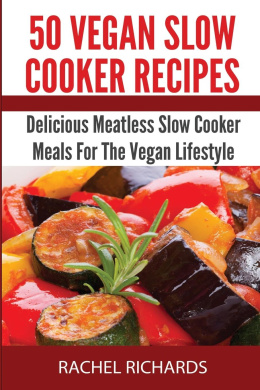 50 VEGAN SLOW
COOKER RECIPES
Delicious Meatless Slow Cooker
Meals For The Vegan Lifestyle
RACHEL RICHARDS